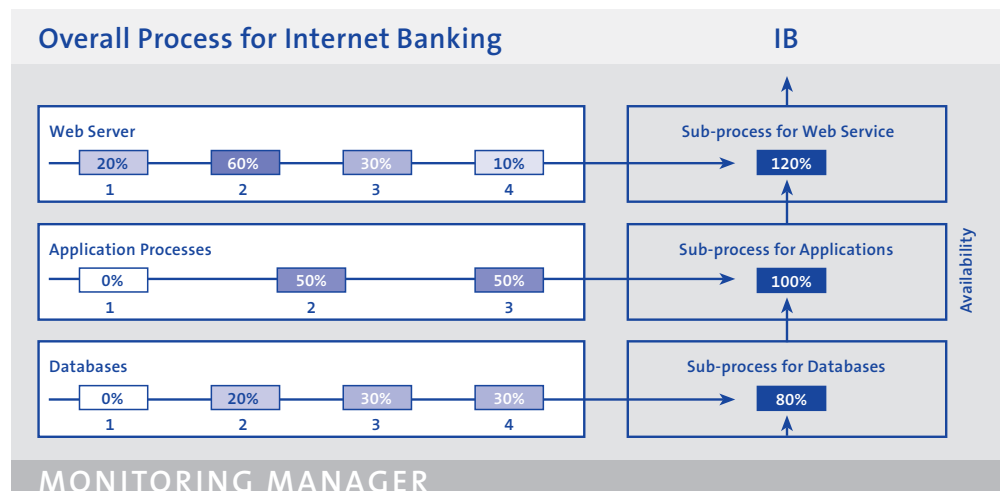 Overall Process for Internet Banking
IB
Web Server
20% 60% 30% 10%
1 2 3 4
Sub-process for Web Service
120%
Application Processes
0% 50% 50%
1 2 3
Sub-process for Applications
100%
Databases
0% 20% 30% 30%
1 2 3 4
Sub-process for Databases
80%
Availability
MONITORING MANAGER